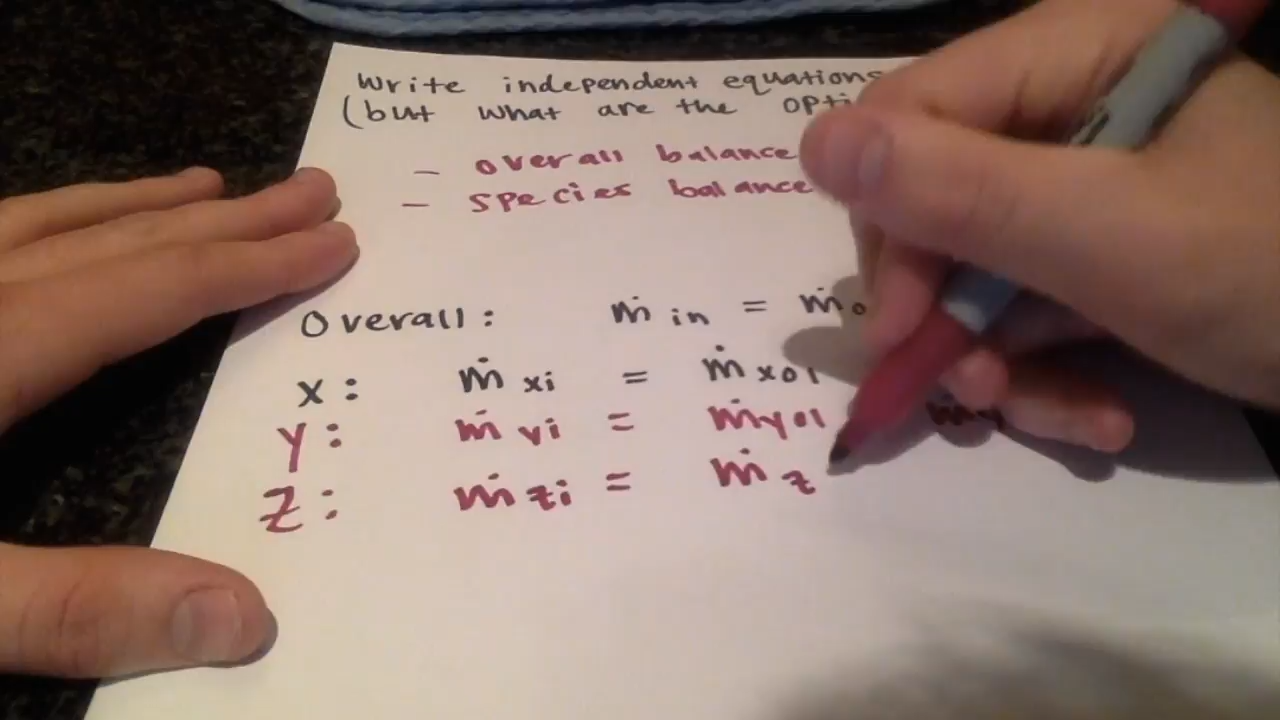 Write independent equations
(but what are the
- overall balance
- species balance
Overall: ṁ in = ṁ
X: ṁ xi = ṁ xo1
Y: ṁ yi = ṁ yo1
Z: ṁ zi = ṁ z